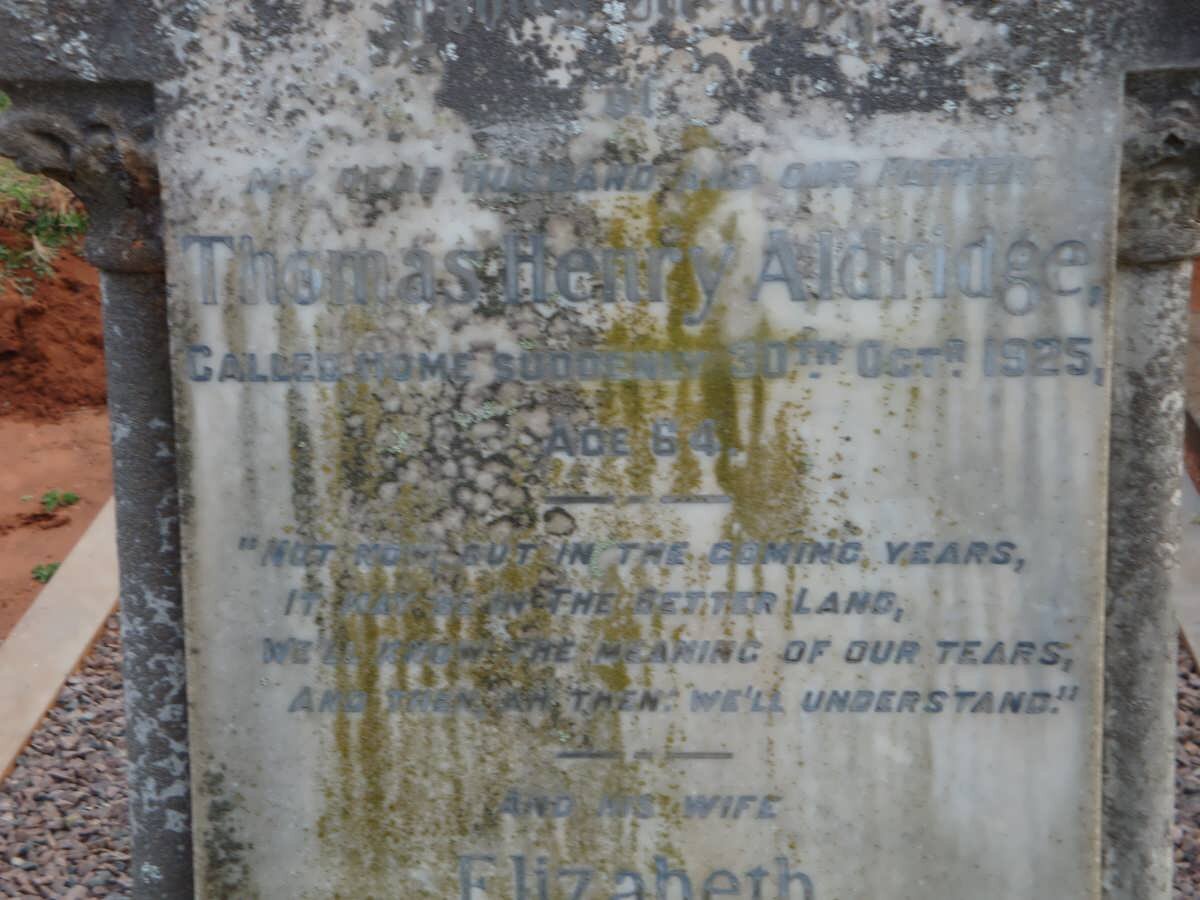 of
MY DEAR HUSBAND AND OUR FATHER
Thomas Henry Aldridge,
CALLED HOME SUDDENLY 30TH OCTR 1925,
AGE 64.
"NOT NOW, BUT IN THE COMING YEARS,
IT MAY BE IN THE BETTER LAND,
WE'LL KNOW THE MEANING OF OUR TEARS,
AND THEN, AH THEN: WE'LL UNDERSTAND."
AND HIS WIFE
Elizabeth